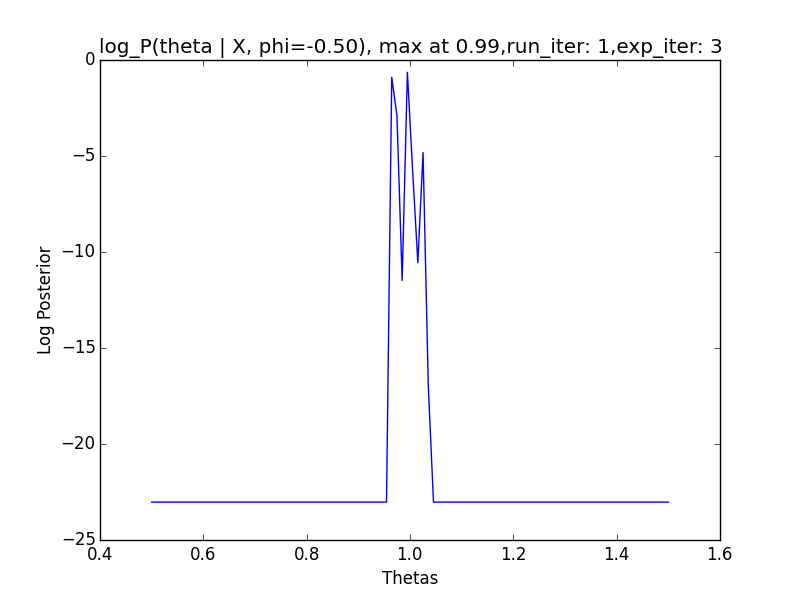 log_P(theta | X, phi=-0.50), max at 0.99,run_iter: 1,exp_iter: 3
0
−5
−10
−15
−20
−25
Log Posterior
0.4 0.6 0.8 1.0 1.2 1.4 1.6
Thetas